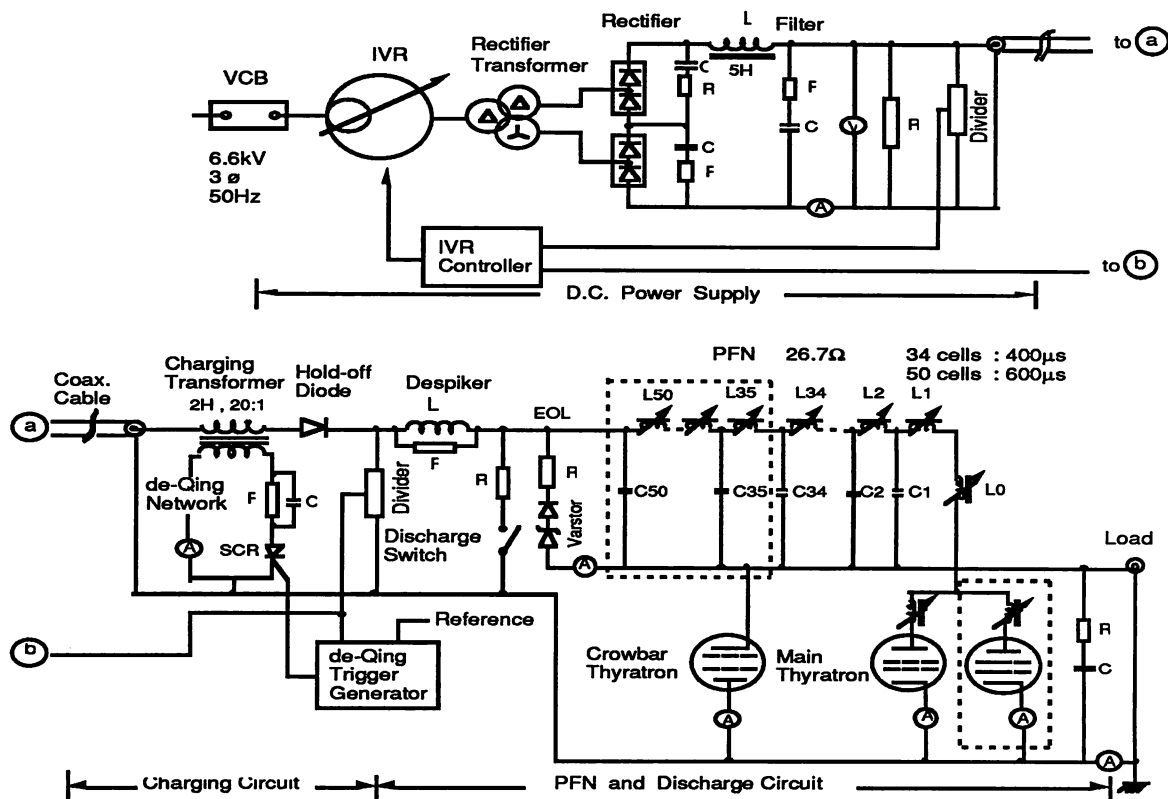 Rectifier
L
Filter
to a
IVR
Rectifier
Transformer
VCB
5H
C
R
F
C
V
R
Divider
6.6kV
3 ø
50Hz
C
F
A
IVR
Controller
to b
D.C. Power Supply
PFN 26.7Ω 34 cells : 400µs
50 cells : 600µs
Coax.
Cable
Charging
Transformer
2H , 20:1
Hold-off
Diode
Despiker
L
EOL
L50
L35
L34
L2
L1
a
F
de-Qing
Network
F
C
Divider
R
R
C50
C35
C34
C2
C1
R
L0
A
SCR
Discharge
Switch
Varstor
A
Load
Reference
b
de-Qing
Trigger
Generator
Crowbar
Thyratron
Main
Thyratron
R
C
A
A
A
A
Charging Circuit
PFN and Discharge Circuit